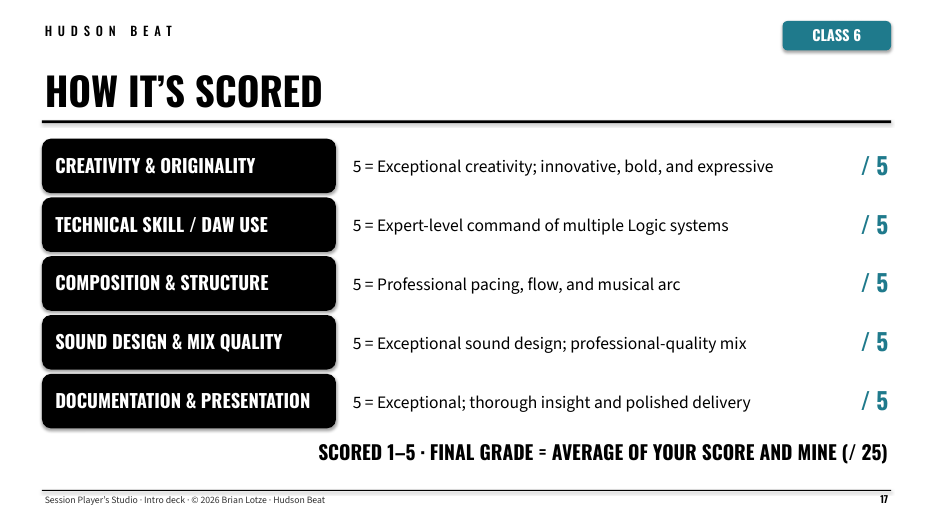 HUDSON BEAT
CLASS 6
HOW IT’S SCORED
CREATIVITY & ORIGINALITY
5 = Exceptional creativity; innovative, bold, and expressive
/ 5
TECHNICAL SKILL / DAW USE
5 = Expert-level command of multiple Logic systems
/ 5
COMPOSITION & STRUCTURE
5 = Professional pacing, flow, and musical arc
/ 5
SOUND DESIGN & MIX QUALITY
5 = Exceptional sound design; professional-quality mix
/ 5
DOCUMENTATION & PRESENTATION
5 = Exceptional; thorough insight and polished delivery
/ 5
SCORED 1–5 · FINAL GRADE = AVERAGE OF YOUR SCORE AND MINE (/ 25)
Session Player’s Studio · Intro deck · © 2026 Brian Lotze · Hudson Beat
17